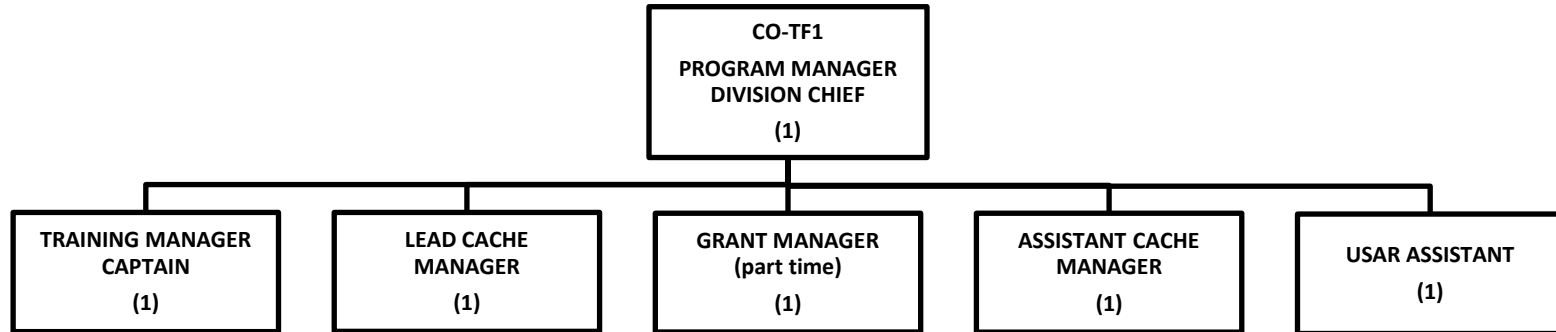 CO-TF1
PROGRAM MANAGER
DIVISION CHIEF
(1)
TRAINING MANAGER
CAPTAIN
(1)
LEAD CACHE
MANAGER
(1)
GRANT MANAGER
(part time)
(1)
ASSISTANT CACHE
MANAGER
(1)
USAR ASSISTANT
(1)